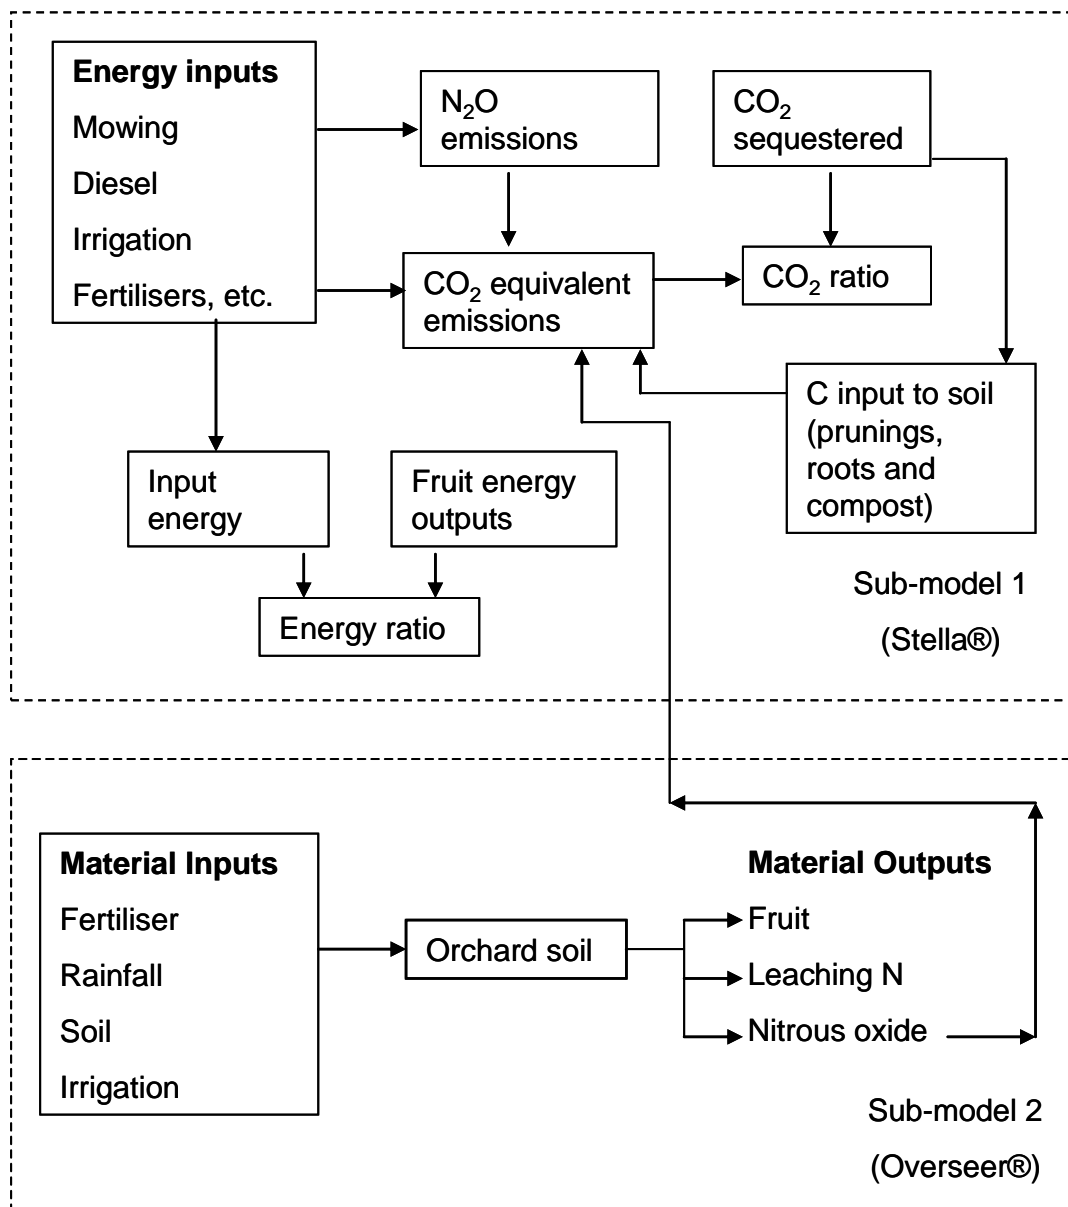 Energy inputs
Mowing
Diesel
Irrigation
Fertilisers, etc.
N₂O
emissions
CO₂
sequestered
CO₂ equivalent
emissions
CO₂ ratio
C input to soil
(prunings,
roots and
compost)
Input
energy
Fruit energy
outputs
Energy ratio
Sub-model 1
(Stella®)
Material Inputs
Fertiliser
Rainfall
Soil
Irrigation
Orchard soil
Material Outputs
Fruit
Leaching N
Nitrous oxide
Sub-model 2
(Overseer®)